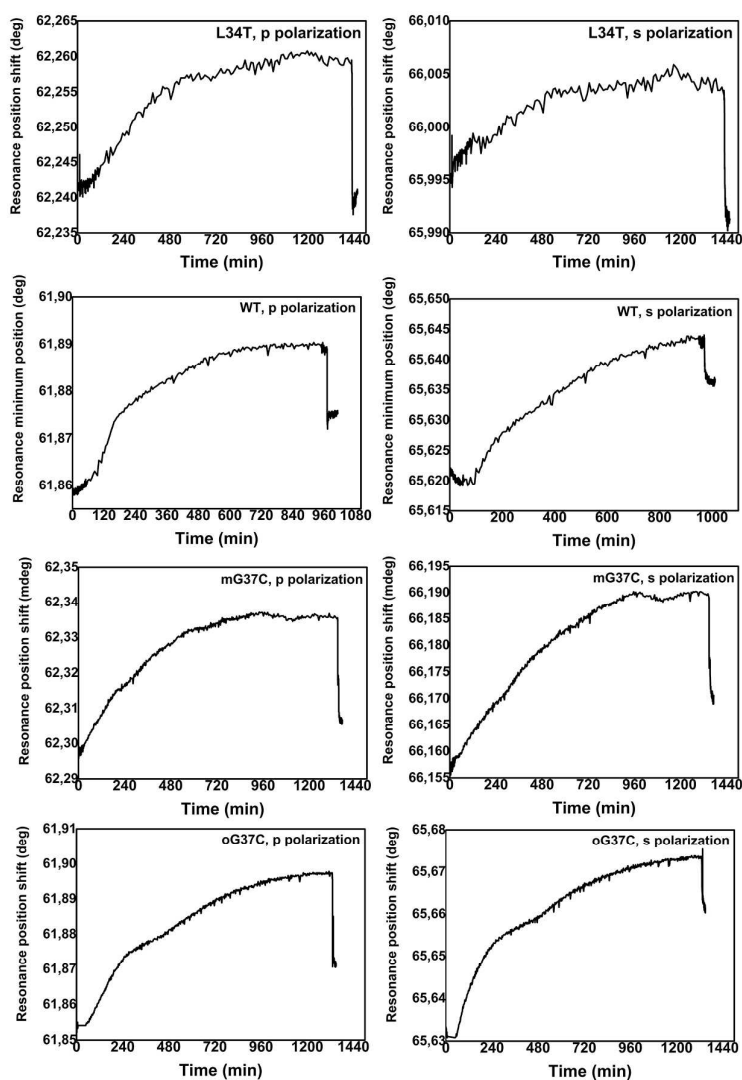 L34T, p polarization
Resonance position shift (deg)
62,265
62,260
62,255
62,250
62,245
62,240
62,235
0 240 480 720 960 1200 1440
Time (min)
L34T, s polarization
Resonance position shift (deg)
66,010
66,005
66,000
65,995
65,990
0 240 480 720 960 1200 1440
Time (min)
WT, p polarization
Resonance minimum position (deg)
61,90
61,89
61,88
61,87
61,86
0 120 240 360 480 600 720 840 960 1080
Time (min)
WT, s polarization
Resonance minimum position (deg)
65,650
65,645
65,640
65,635
65,630
65,625
65,620
65,615
0 200 400 600 800 1000
Time (min)
mG37C, p polarization
Resonance position shift (mdeg)
62,35
62,34
62,33
62,32
62,31
62,30
62,29
0 240 480 720 960 1200 1440
Time (min)
mG37C, s polarization
Resonance position shift (mdeg)
66,195
66,190
66,185
66,180
66,175
66,170
66,165
66,160
66,155
0 240 480 720 960 1200 1440
Time (min)
oG37C, p polarization
Resonance position shift (deg)
61,91
61,90
61,89
61,88
61,87
61,86
61,85
0 240 480 720 960 1200 1440
Time (min)
oG37C, s polarization
Resonance position shift (deg)
65,68
65,67
65,66
65,65
65,64
65,63
0 240 480 720 960 1200 1440
Time (min)